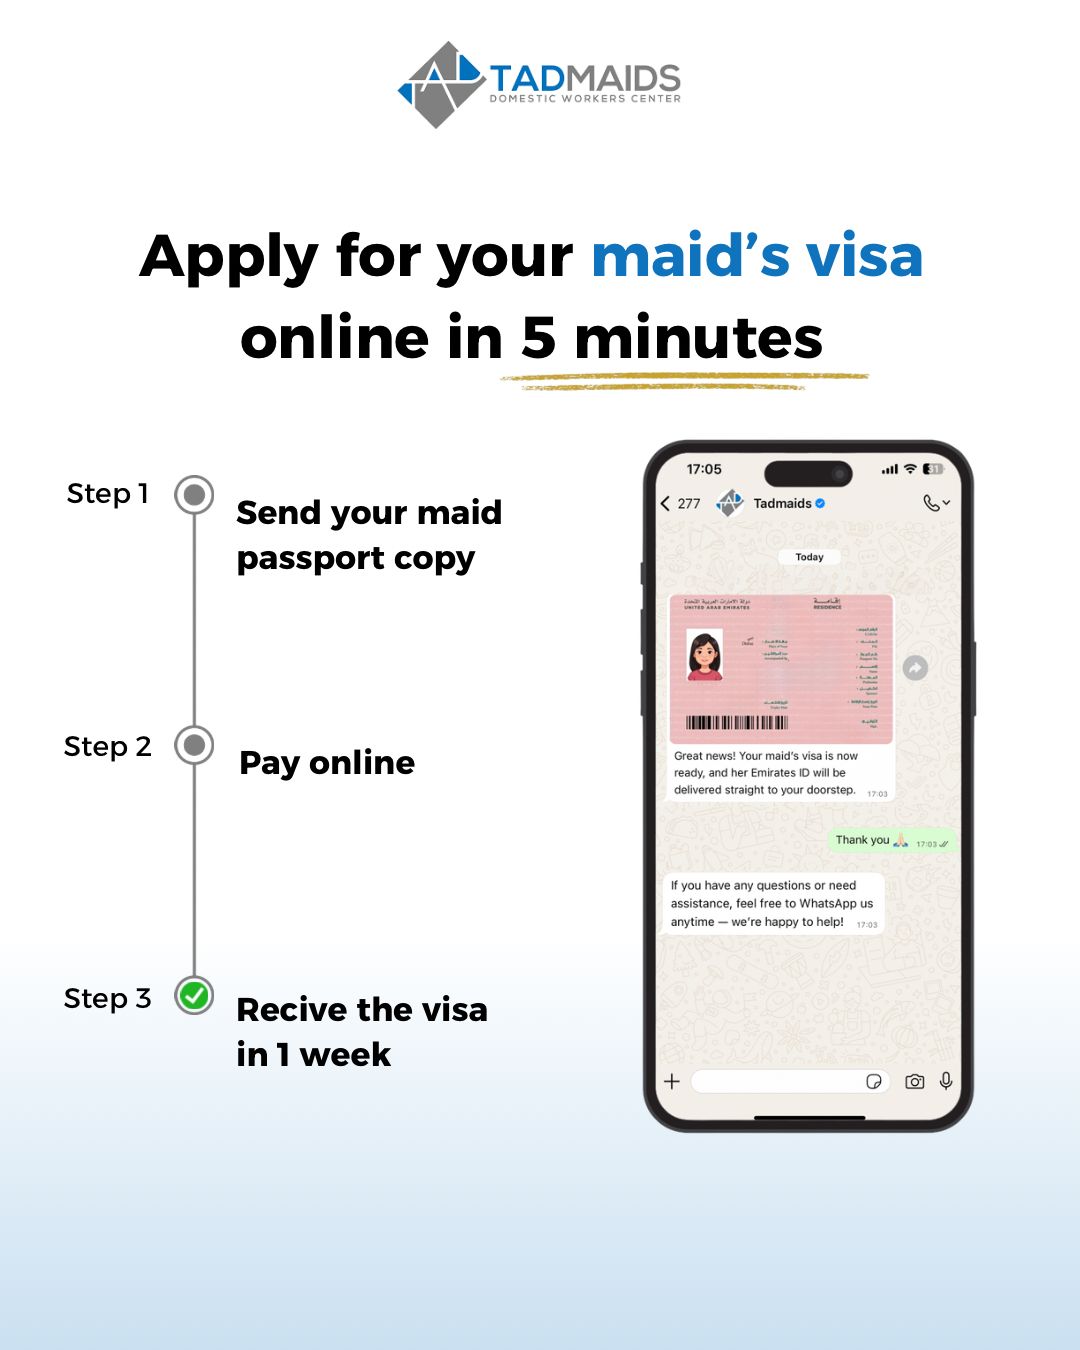 TADMAIDS
DOMESTIC WORKERS CENTER
Apply for your maid's visa
online in 5 minutes
Step 1
Send your maid
passport copy
Step 2
Pay online
Step 3
Recive the visa
in 1 week
17:05
31
277
Tadmaids
Today
دولة الامارات العربية المتحدة
UNITED ARAB EMIRATES
إقامة
RESIDENCE
Great news! Your maid's visa is now
ready, and her Emirates ID will be
delivered straight to your doorstep.
17:03
Thank you 🙏🏻
17:03
If you have any questions or need
assistance, feel free to WhatsApp us
anytime — we're happy to help!
17:03